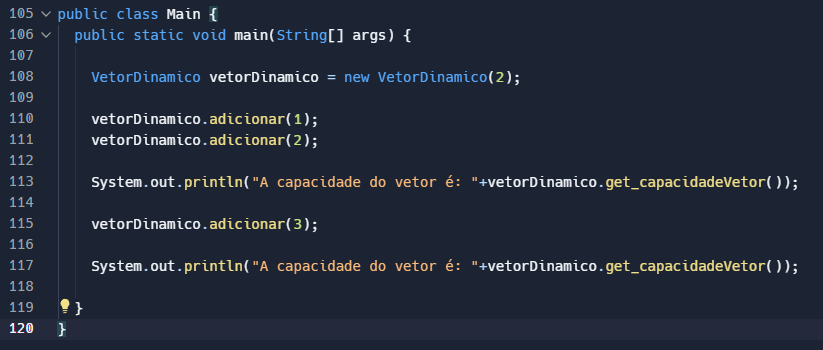 105 public class Main {
106 public static void main(String[] args) {
107
108 VetorDinamico vetorDinamico = new VetorDinamico(2);
109
110 vetorDinamico.adicionar(1);
111 vetorDinamico.adicionar(2);
112
113 System.out.println("A capacidade do vetor é: "+vetorDinamico.get_capacidadeVetor());
114
115 vetorDinamico.adicionar(3);
116
117 System.out.println("A capacidade do vetor é: "+vetorDinamico.get_capacidadeVetor());
118
119 }
120 }